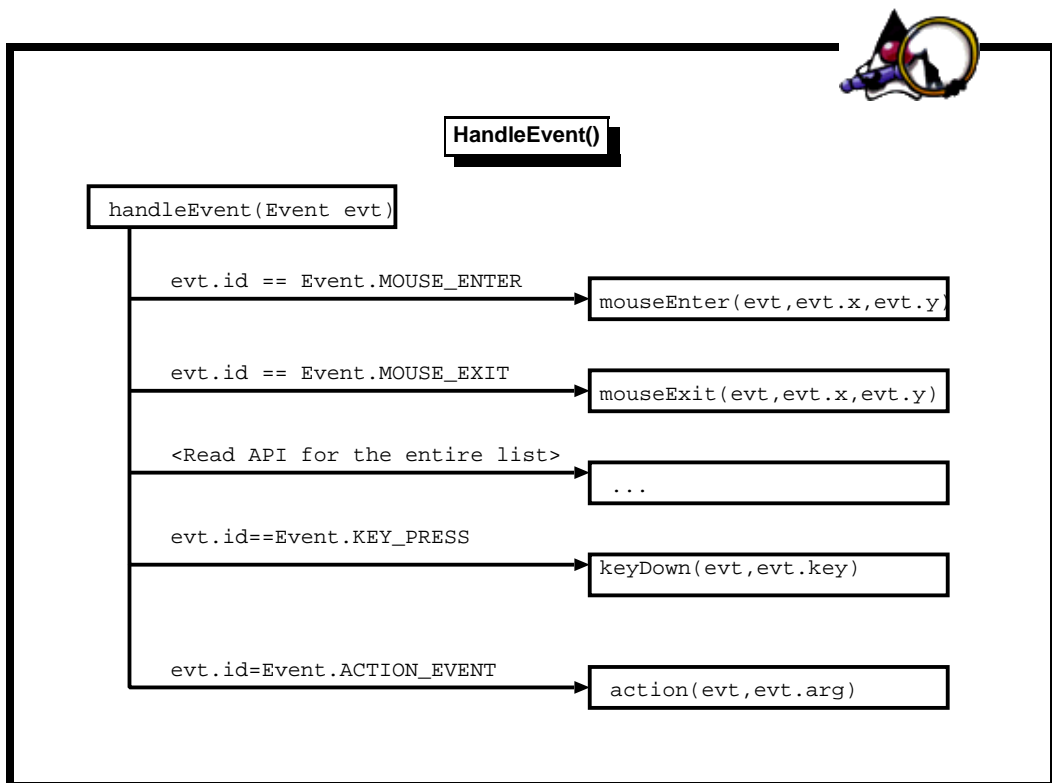 HandleEvent()
handleEvent(Event evt)
evt.id == Event.MOUSE_ENTER
mouseEnter(evt,evt.x,evt.y)
evt.id == Event.MOUSE_EXIT
mouseExit(evt,evt.x,evt.y)
<Read API for the entire list>
...
evt.id==Event.KEY_PRESS
keyDown(evt,evt.key)
evt.id=Event.ACTION_EVENT
action(evt,evt.arg)